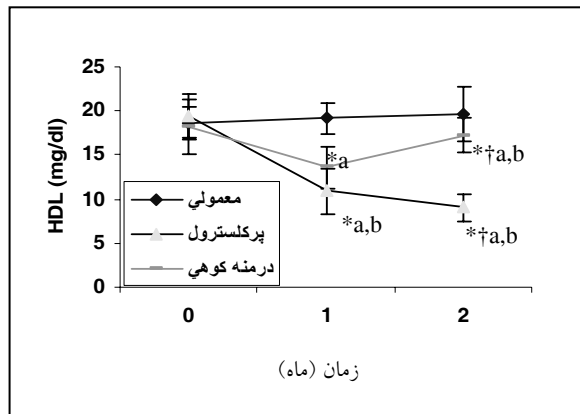 25
20
15
10
5
0
HDL (mg/dl)
*a
*†a,b
*a,b
*†a,b
معمولي
پركلسترول
درمنه كوهي
0 1 2
زمان (ماه)